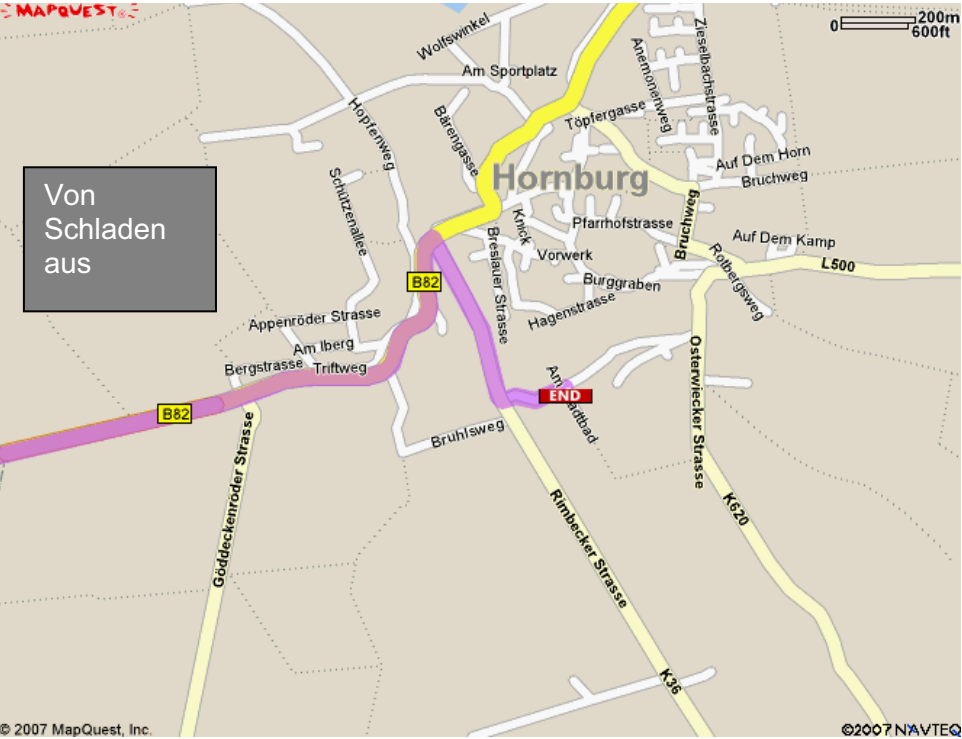 MAPQUEST
0 200m
600ft
Wolfswinkel
Am Sportplatz
Zieselbachstrasse
Anemonenweg
Hopfenweg
Bärengasse
Töpfergasse
Auf Dem Horn
Bruchweg
Von
Schladen
aus
Schützenallee
Hornburg
Knick
Pfarrhofstrasse
Bruchweg
Auf Dem Kamp
Breslauer Strasse
Vorwerk
Rotbergsweg
L500
B82
Burggraben
Hagenstrasse
Appenröder Strasse
Am Iberg
Bergstrasse
Triftweg
Osterwiecker Strasse
END
B82
Göddeckenröder Strasse
Bruhlsweg
Rimbecker Strasse
K620
K36
© 2007 MapQuest, Inc.
©2007 NAVTEQ